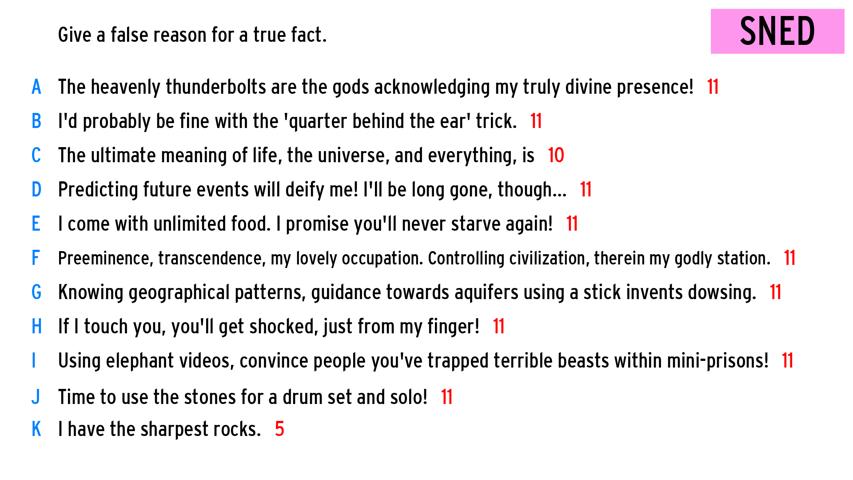 Give a false reason for a true fact.
SNED
A The heavenly thunderbolts are the gods acknowledging my truly divine presence! 11
B I'd probably be fine with the 'quarter behind the ear' trick. 11
C The ultimate meaning of life, the universe, and everything, is 10
D Predicting future events will deify me! I'll be long gone, though... 11
E I come with unlimited food. I promise you'll never starve again! 11
F Preeminence, transcendence, my lovely occupation. Controlling civilization, therein my godly station. 11
G Knowing geographical patterns, guidance towards aquifers using a stick invents dowsing. 11
H If I touch you, you'll get shocked, just from my finger! 11
I Using elephant videos, convince people you've trapped terrible beasts within mini-prisons! 11
J Time to use the stones for a drum set and solo! 11
K I have the sharpest rocks. 5